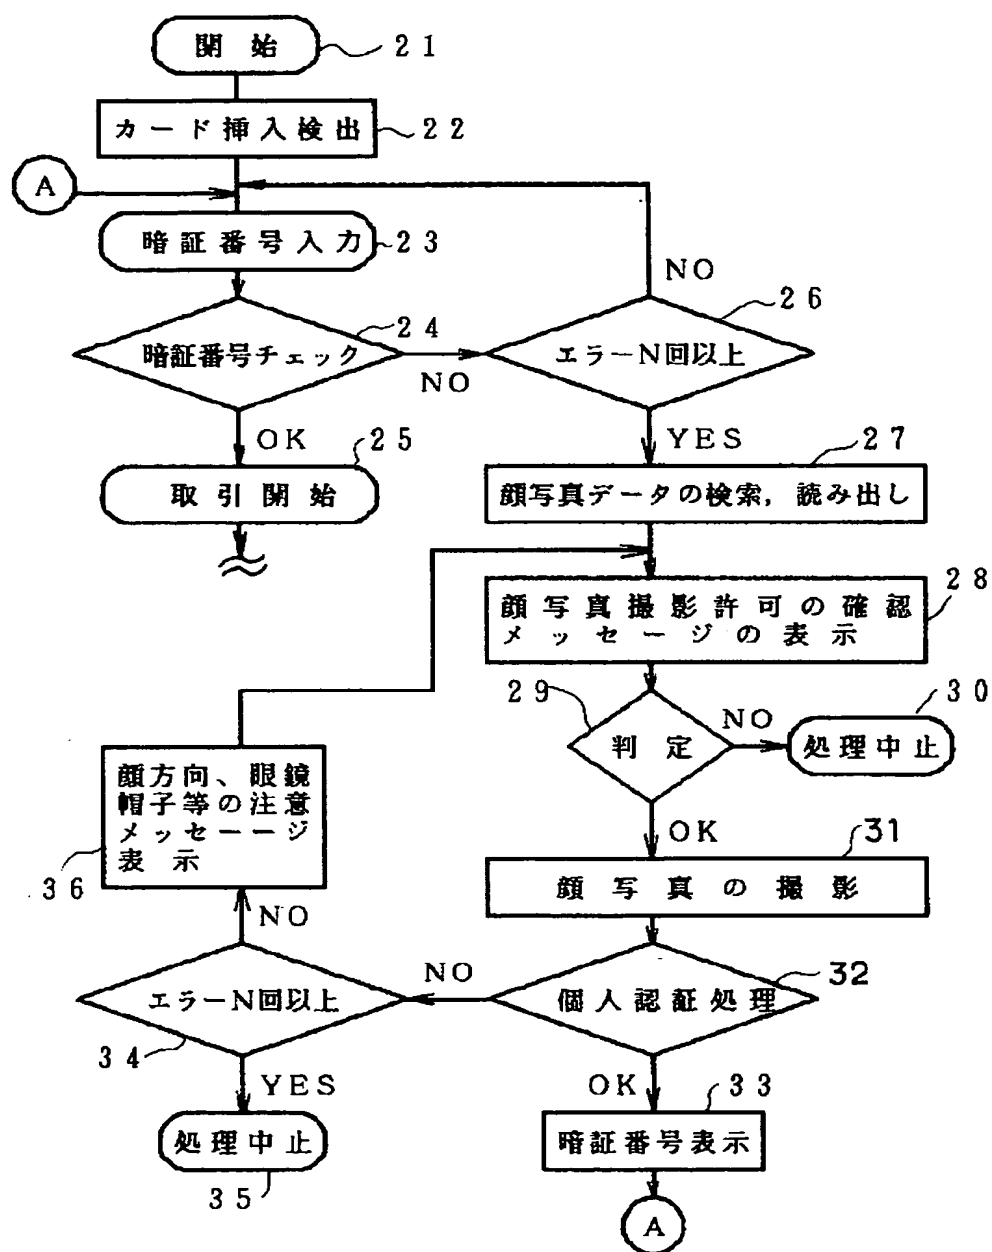 開始 21
カード挿入検出 22
A
暗証番号入力 23
NO
26
24
暗証番号チェック
エラーN回以上
NO
OK 25
YES 27
取引開始
顔写真データの検索,読み出し
28
顔写真撮影許可の確認
メッセージの表示
29
NO 30
判定
処理中止
顔方向、眼鏡
帽子等の注意
メッセーージ
表示
36
OK 31
顔写真の撮影
NO
NO
32
エラーN回以上
個人認証処理
34
YES
OK 33
処理中止
暗証番号表示
35
A